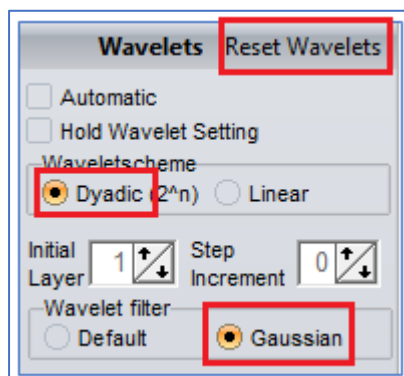 Wavelets Reset Wavelets
Automatic
Hold Wavelet Setting
Waveletscheme
Dyadic (2^n) Linear
Initial Layer 1 Step Increment 0
Wavelet filter
Default Gaussian